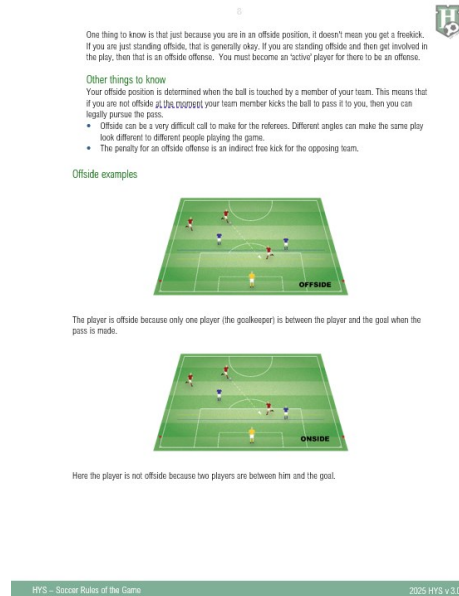 8
HYS
One thing to know is that just because you are in an offside position, it doesn't mean you get a freekick.
If you are just standing offside, that is generally okay. If you are standing offside and then get involved in
the play, then that is an offside offense. You must become an 'active' player for there to be an offense.
Other things to know
Your offside position is determined when the ball is touched by a member of your team. This means that
if you are not offside at the moment your team member kicks the ball to pass it to you, then you can
legally pursue the pass.
• Offside can be a very difficult call to make for the referees. Different angles can make the same play
look different to different people playing the game.
• The penalty for an offside offense is an indirect free kick for the opposing team.
Offside examples
OFFSIDE
The player is offside because only one player (the goalkeeper) is between the player and the goal when the
pass is made.
ONSIDE
Here the player is not offside because two players are between him and the goal.
HYS – Soccer Rules of the Game
2025 HYS v 3.0